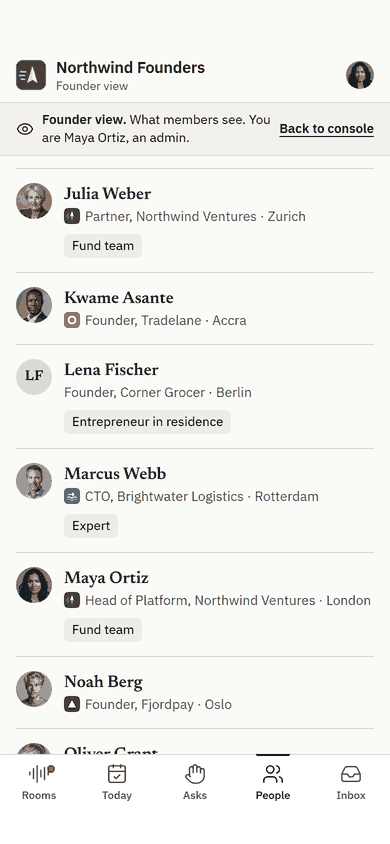 Northwind Founders
Founder view
Founder view. What members see. You
are Maya Ortiz, an admin.
Back to console
Julia Weber
Partner, Northwind Ventures · Zurich
Fund team
Kwame Asante
Founder, Tradelane · Accra
LF
Lena Fischer
Founder, Corner Grocer · Berlin
Entrepreneur in residence
Marcus Webb
CTO, Brightwater Logistics · Rotterdam
Expert
Maya Ortiz
Head of Platform, Northwind Ventures · London
Fund team
Noah Berg
Founder, Fjordpay · Oslo
Oliver Grant
Rooms
Today
Asks
People
Inbox